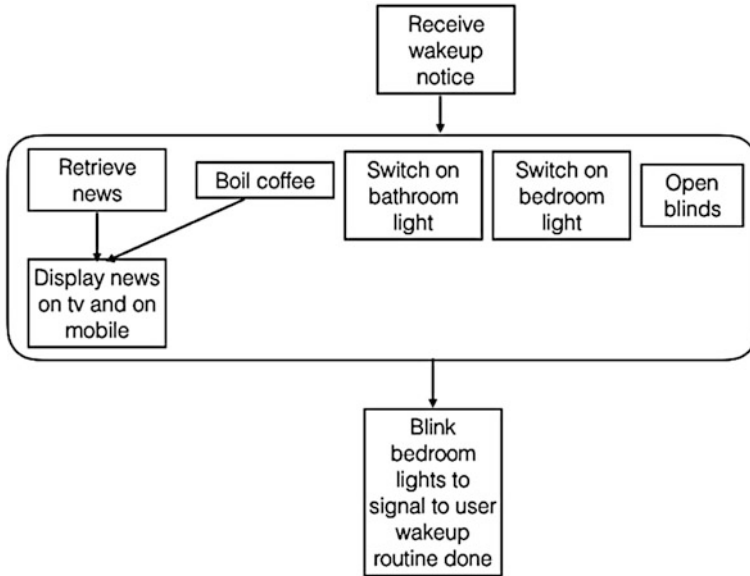 Receive
wakeup
notice
Retrieve
news
Boil coffee
Switch on
bathroom
light
Switch on
bedroom
light
Open
blinds
Display news
on tv and on
mobile
Blink
bedroom
lights to
signal to user
wakeup
routine done